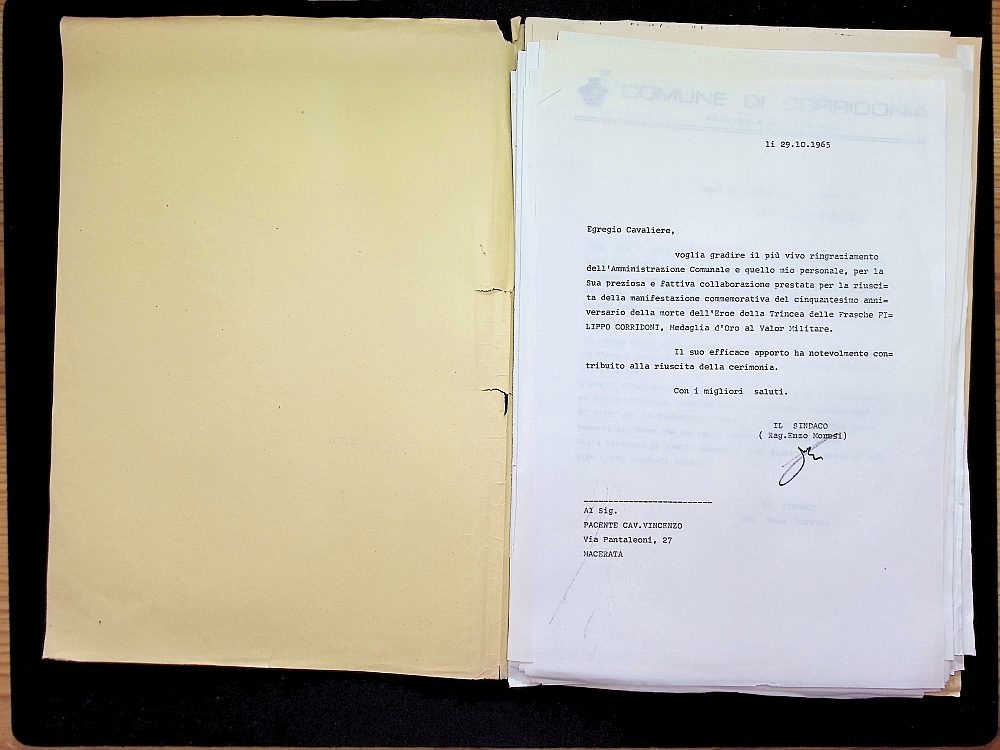 COMUNE DI CORRIDONIA
li 29.10.1965
Egregio Cavaliere,
voglia gradire il più vivo ringraziamento
dell'Amministrazione Comunale e quello mio personale, per la
Sua preziosa e fattiva collaborazione prestata per la riusci=
ta della manifestazione commemorativa del cinquantesimo anni=
versario della morte dell'Eroe della Trincea delle Frasche FI=
LIPPO CORRIDONI, Medaglia d'Oro al Valor Militare.
Il suo efficace apporto ha notevolmente con=
tribuito alla riuscita della cerimonia.
Con i migliori saluti.
IL SINDACO
( Rag.Enzo Monesi)
Al Sig.
PACENTE CAV.VINCENZO
Via Pantaleoni, 27
MACERATA